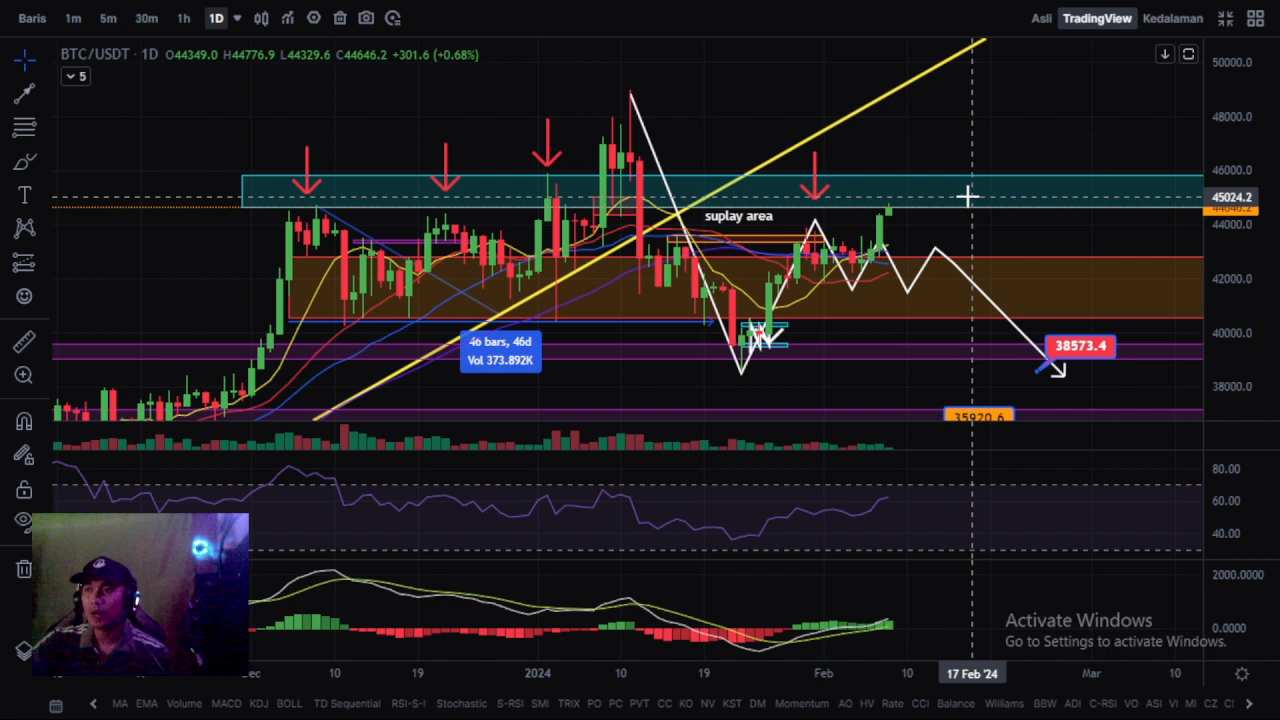 Baris 1m 5m 30m 1h 1D Asli TradingView Kedalaman
BTC/USDT · 1D O44349.0 H44776.9 L44329.6 C44646.2 +301.6 (+0.68%)
5
50000.0
48000.0
46000.0
45024.2
44000.0
42000.0
40000.0
38000.0
suplay area
46 bars, 46d
Vol 373.892K
38573.4
35920.6
80.00
60.00
40.00
2000.0000
0.0000
Activate Windows
Go to Settings to activate Windows.
10 19 2024 10 19 Feb 10 17 Feb '24 Mar 10
MA EMA Volume MACD KDJ BOLL TD Sequential RSI-S-I Stochastic S-RSI SMI TRIX PO PC PVT CC KO NV KST DM Momentum AO HV Rate CCI Balance Williams BBW ADI C-RSI VO ASI VI MI CZ